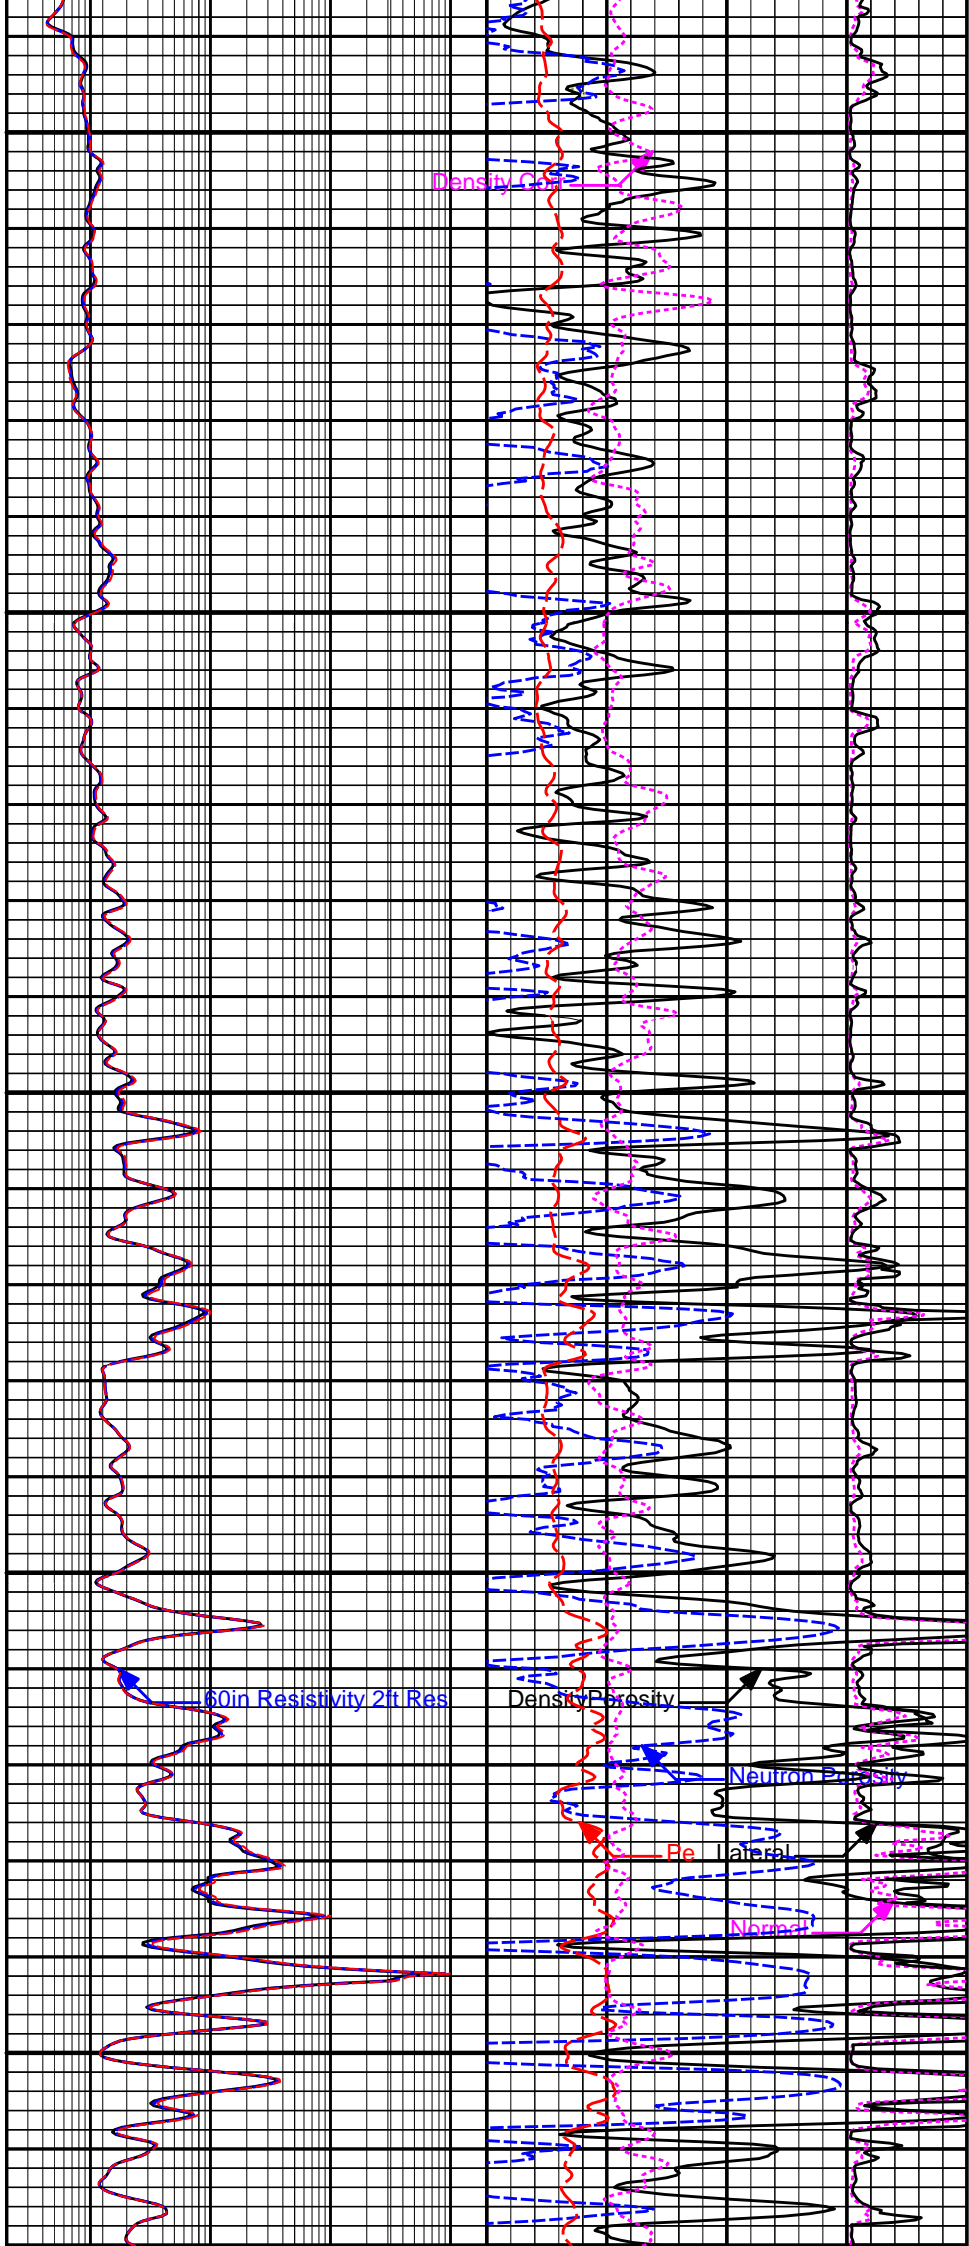 Density Corr
60in Resistivity 2ft Res
DensityPorosity
Neutron Porosity
Pe
Lateral
Normal